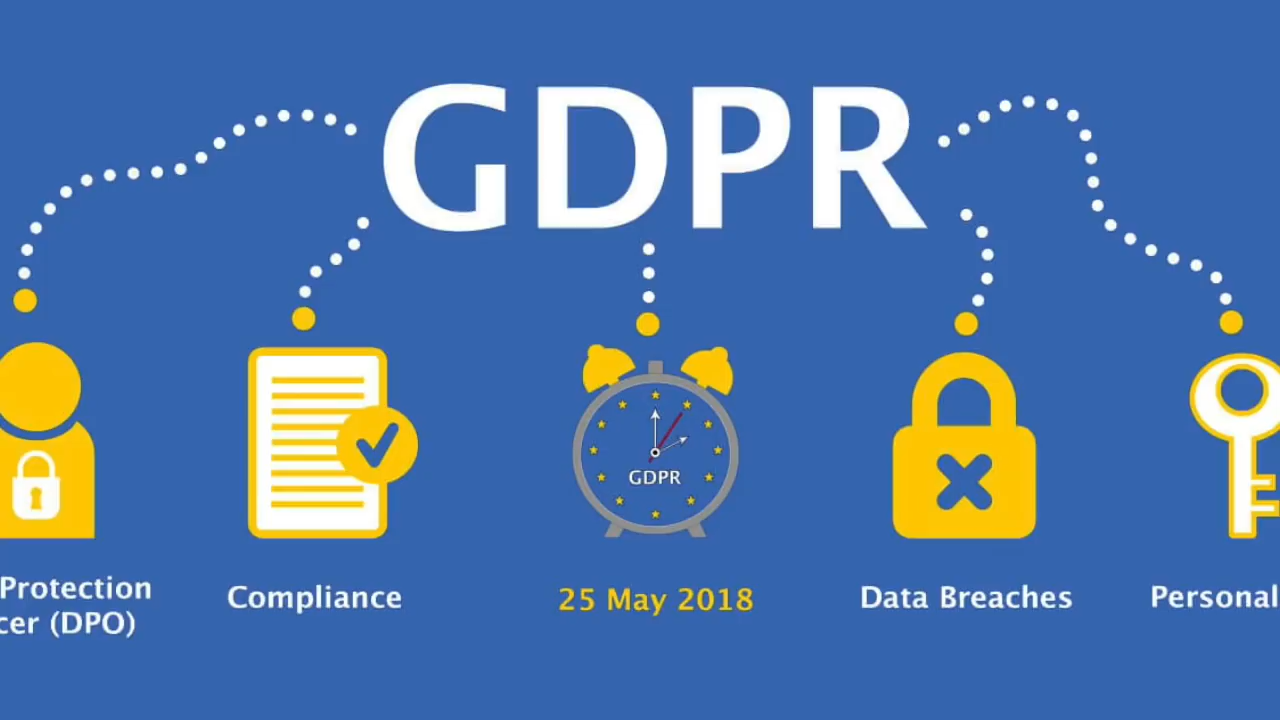 GDPR
GDPR
Protection
cer (DPO)
Compliance
25 May 2018
Data Breaches
Personal